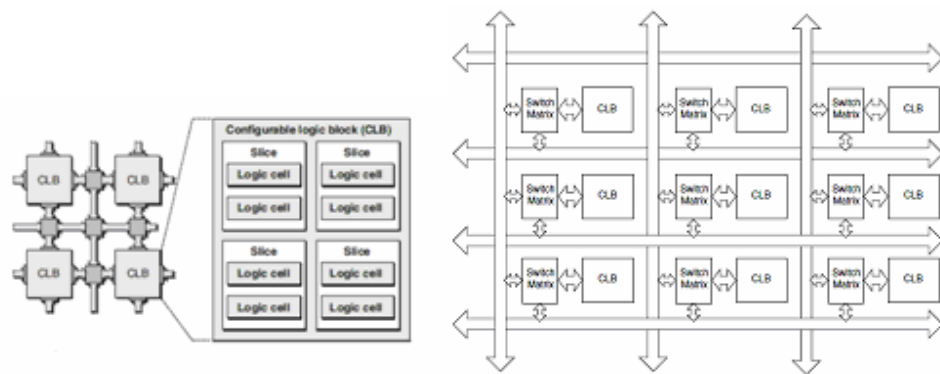 CLB
CLB
CLB
CLB
Configurable logic block (CLB)
Slice
Logic cell
Logic cell
Slice
Logic cell
Logic cell
Slice
Logic cell
Logic cell
Slice
Logic cell
Logic cell
Switch
Matrix
CLB
Switch
Matrix
CLB
Switch
Matrix
CLB
Switch
Matrix
CLB
Switch
Matrix
CLB
Switch
Matrix
CLB
Switch
Matrix
CLB
Switch
Matrix
CLB
Switch
Matrix
CLB